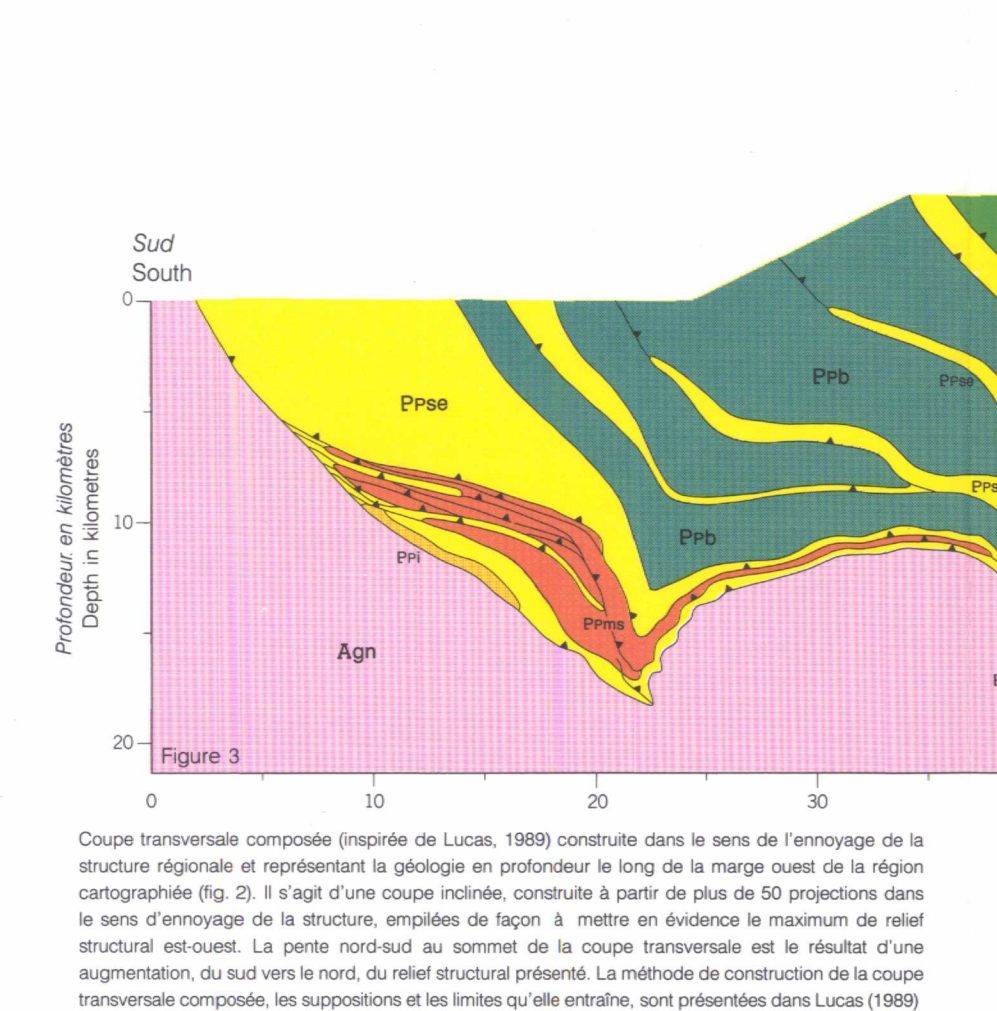 Sud
South
0
10
20
Profondeur en kilomètres
Depth in kilometres
PPse
PPb
PPse
PPb
PPi
PPms
Agn
Figure 3
0
10
20
30
Coupe transversale composée (inspirée de Lucas, 1989) construite dans le sens de l'ennoyage de la
structure régionale et représentant la géologie en profondeur le long de la marge ouest de la région
cartographiée (fig. 2). Il s'agit d'une coupe inclinée, construite à partir de plus de 50 projections dans
le sens d'ennoyage de la structure, empilées de façon à mettre en évidence le maximum de relief
structural est-ouest. La pente nord-sud au sommet de la coupe transversale est le résultat d'une
augmentation, du sud vers le nord, du relief structural présenté. La méthode de construction de la coupe
transversale composée, les suppositions et les limites qu'elle entraîne, sont présentées dans Lucas (1989)